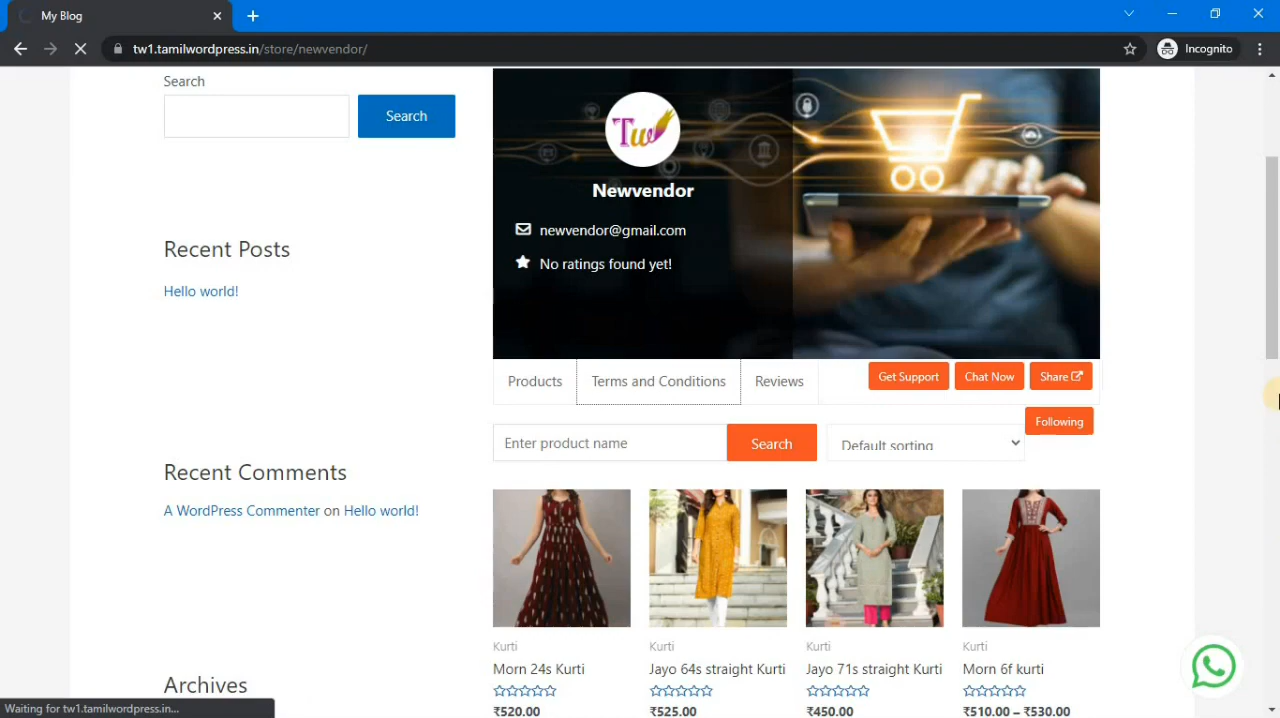 My Blog
tw1.tamilwordpress.in/store/newvendor/
Incognito
Search
Search
Tw
Newvendor
newvendor@gmail.com
No ratings found yet!
Recent Posts
Hello world!
Products
Terms and Conditions
Reviews
Get Support
Chat Now
Share
Following
Enter product name
Search
Default sorting
Recent Comments
A WordPress Commenter on Hello world!
Kurti
Kurti
Kurti
Kurti
Morn 24s Kurti
Jayo 64s straight Kurti
Jayo 71s straight Kurti
Morn 6f kurti
₹520.00
₹525.00
₹450.00
₹510.00 – ₹530.00
Archives
Waiting for tw1.tamilwordpress.in...